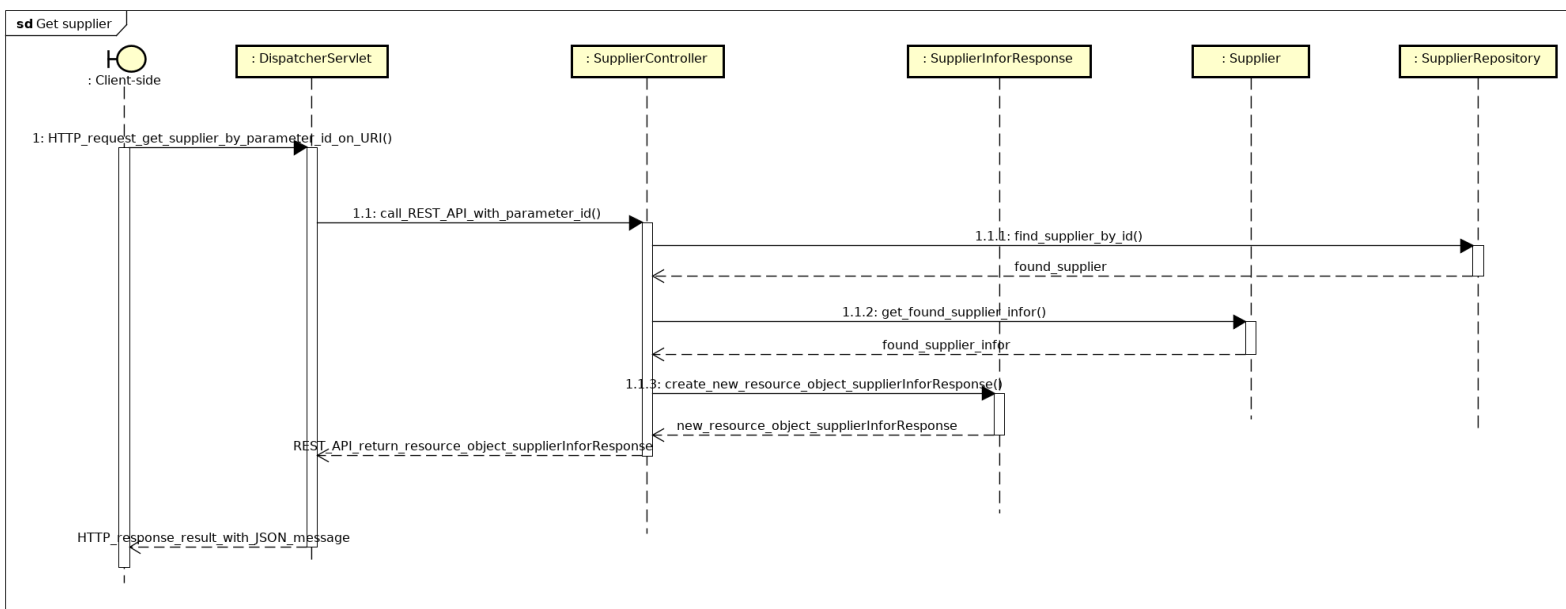 sd Get supplier
: Client-side
: DispatcherServlet
: SupplierController
: SupplierInforResponse
: Supplier
: SupplierRepository
1: HTTP_request_get_supplier_by_parameter_id_on_URI()
1.1: call_REST_API_with_parameter_id()
1.1.1: find_supplier_by_id()
found_supplier
1.1.2: get_found_supplier_infor()
found_supplier_infor
1.1.3: create_new_resource_object_supplierInforResponse()
new_resource_object_supplierInforResponse
REST_API_return_resource_object_supplierInforResponse
HTTP_response_result_with_JSON_message